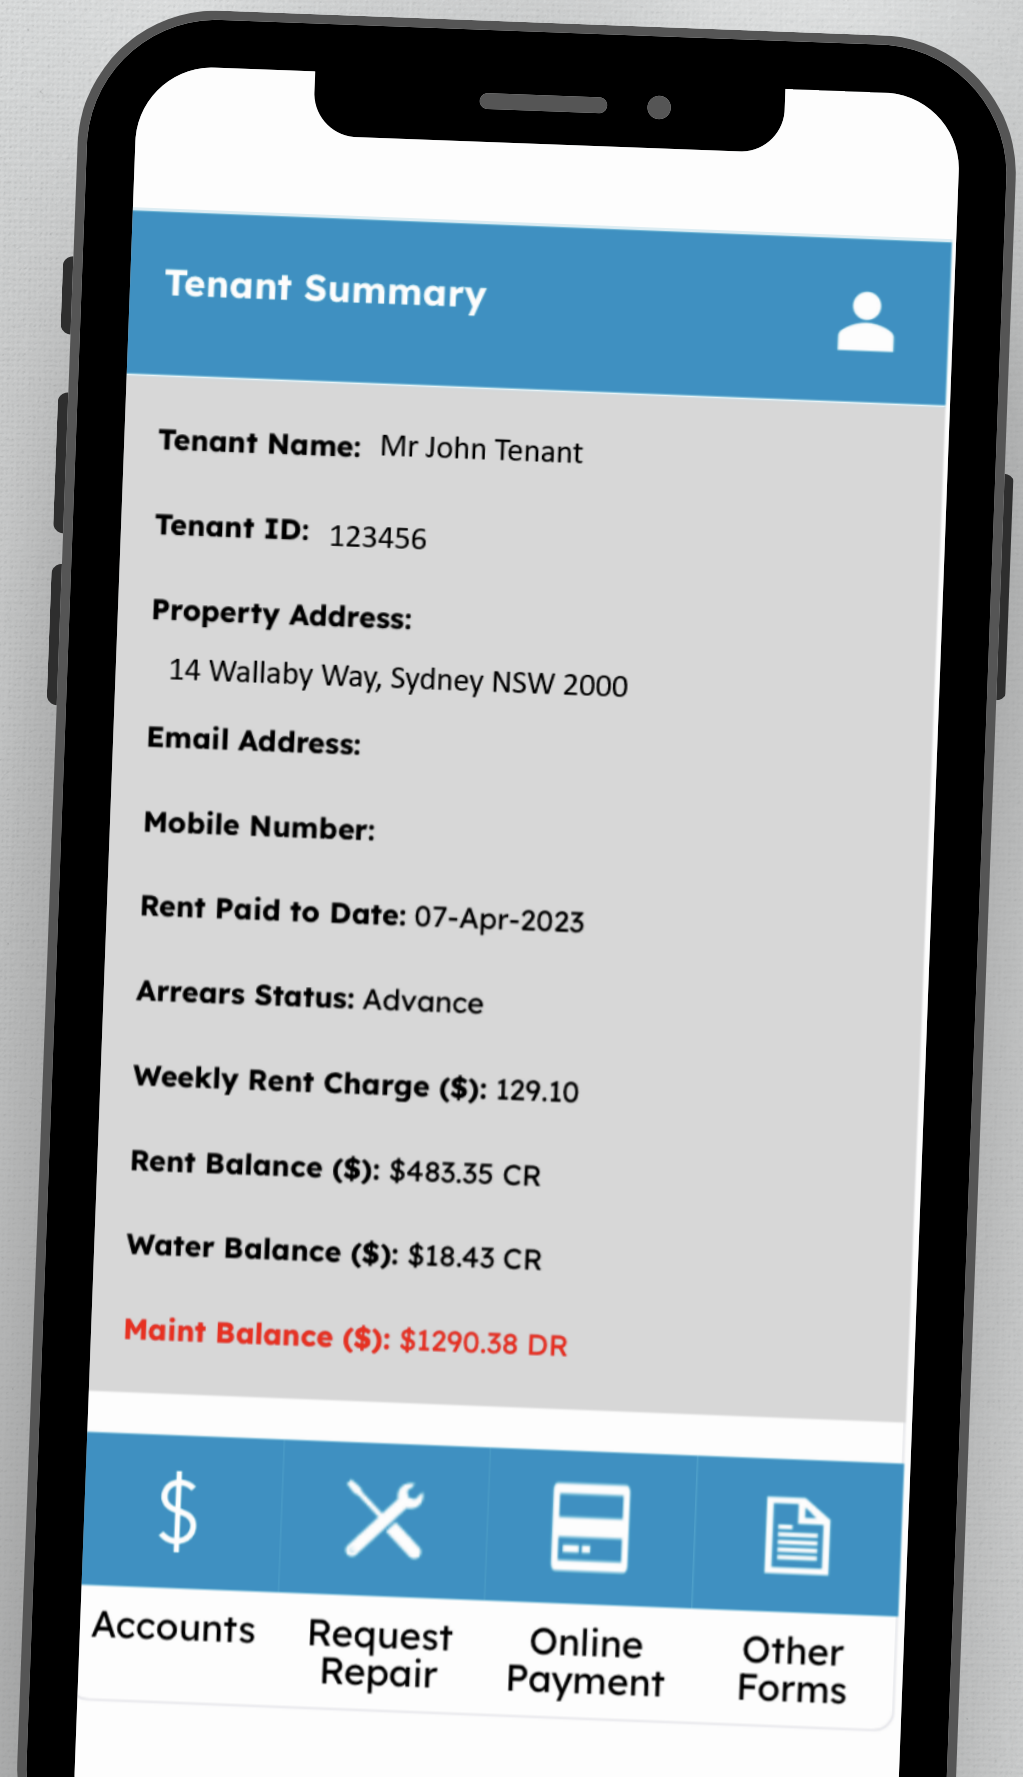 Tenant Summary
Tenant Name: Mr John Tenant
Tenant ID: 123456
Property Address:
14 Wallaby Way, Sydney NSW 2000
Email Address:
Mobile Number:
Rent Paid to Date: 07-Apr-2023
Arrears Status: Advance
Weekly Rent Charge ($): 129.10
Rent Balance ($): $483.35 CR
Water Balance ($): $18.43 CR
Maint Balance ($): $1290.38 DR
Accounts
Request
Repair
Online
Payment
Other
Forms